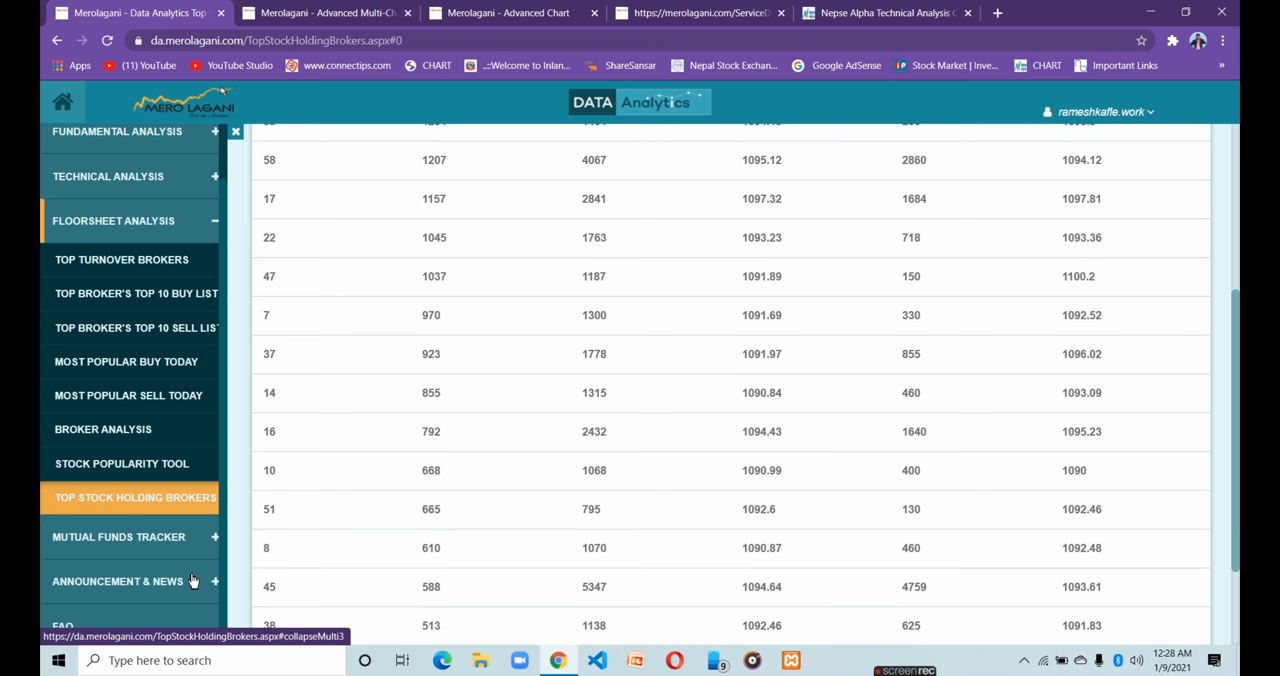 Merolagani - Data Analytics Top
Merolagani - Advanced Multi-Ch
Merolagani - Advanced Chart
https://merolagani.com/ServiceD
Nepse Alpha Technical Analysis C
da.merolagani.com/TopStockHoldingBrokers.aspx#0
Apps
(11) YouTube
YouTube Studio
www.connectips.com
CHART
..::Welcome to Inlan...
ShareSansar
Nepal Stock Exchan...
Google AdSense
Stock Market | Inve...
CHART
Important Links
»
MERO LAGANI
DATA Analytics
rameshkafle.work
FUNDAMENTAL ANALYSIS +
TECHNICAL ANALYSIS +
FLOORSHEET ANALYSIS −
TOP TURNOVER BROKERS
TOP BROKER'S TOP 10 BUY LIST
TOP BROKER'S TOP 10 SELL LIST
MOST POPULAR BUY TODAY
MOST POPULAR SELL TODAY
BROKER ANALYSIS
STOCK POPULARITY TOOL
TOP STOCK HOLDING BROKERS
MUTUAL FUNDS TRACKER +
ANNOUNCEMENT & NEWS +
FAQ
58 1207 4067 1095.12 2860 1094.12
17 1157 2841 1097.32 1684 1097.81
22 1045 1763 1093.23 718 1093.36
47 1037 1187 1091.89 150 1100.2
7 970 1300 1091.69 330 1092.52
37 923 1778 1091.97 855 1096.02
14 855 1315 1090.84 460 1093.09
16 792 2432 1094.43 1640 1095.23
10 668 1068 1090.99 400 1090
51 665 795 1092.6 130 1092.46
8 610 1070 1090.87 460 1092.48
45 588 5347 1094.64 4759 1093.61
38 513 1138 1092.46 625 1091.83
https://da.merolagani.com/TopStockHoldingBrokers.aspx#collapseMulti3
Type here to search
9
screenrec
12:28 AM
1/9/2021